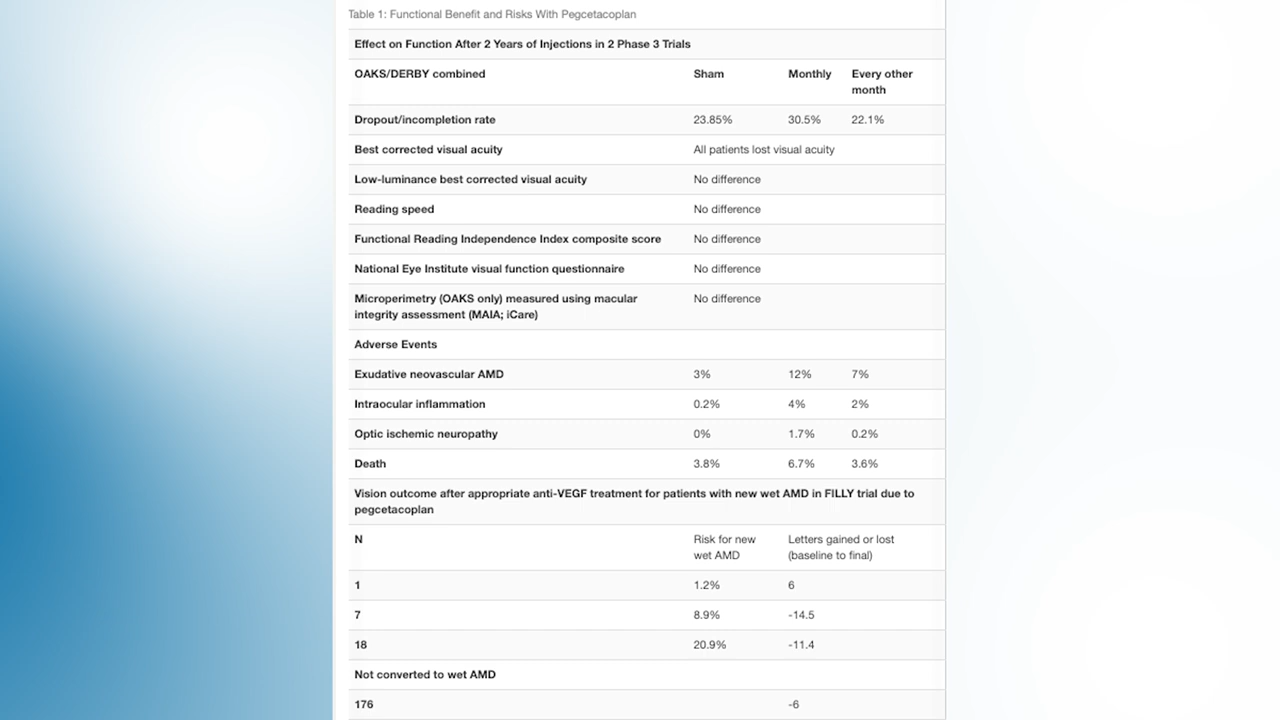 Table 1: Functional Benefit and Risks With Pegcetacoplan
Effect on Function After 2 Years of Injections in 2 Phase 3 Trials
OAKS/DERBY combined Sham Monthly Every other
month
Dropout/incompletion rate 23.85% 30.5% 22.1%
Best corrected visual acuity All patients lost visual acuity
Low-luminance best corrected visual acuity No difference
Reading speed No difference
Functional Reading Independence Index composite score No difference
National Eye Institute visual function questionnaire No difference
Microperimetry (OAKS only) measured using macular No difference
integrity assessment (MAIA; iCare)
Adverse Events
Exudative neovascular AMD 3% 12% 7%
Intraocular inflammation 0.2% 4% 2%
Optic ischemic neuropathy 0% 1.7% 0.2%
Death 3.8% 6.7% 3.6%
Vision outcome after appropriate anti-VEGF treatment for patients with new wet AMD in FILLY trial due to
pegcetacoplan
N Risk for new Letters gained or lost
wet AMD (baseline to final)
1 1.2% 6
7 8.9% -14.5
18 20.9% -11.4
Not converted to wet AMD
176 -6